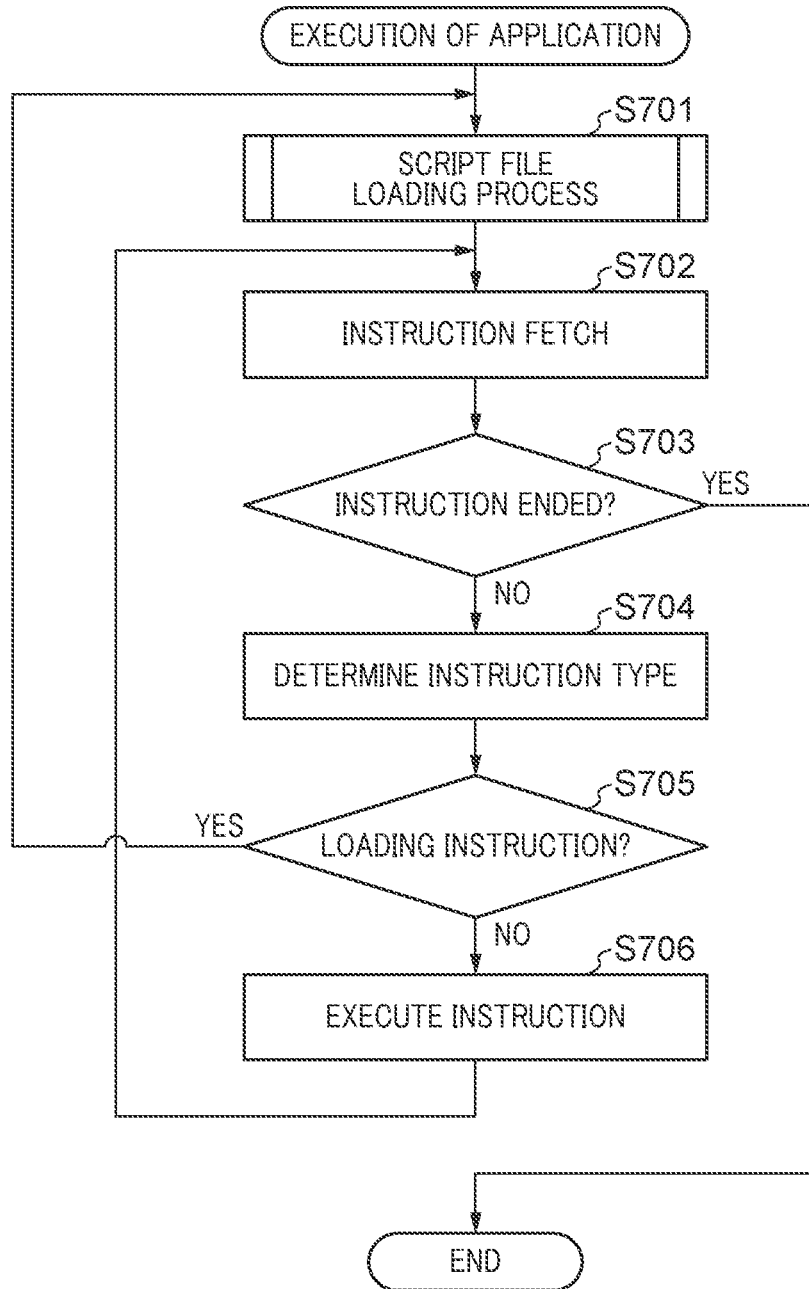 EXECUTION OF APPLICATION
S701
SCRIPT FILE
LOADING PROCESS
S702
INSTRUCTION FETCH
S703
INSTRUCTION ENDED?
YES
NO
S704
DETERMINE INSTRUCTION TYPE
S705
YES
LOADING INSTRUCTION?
NO
S706
EXECUTE INSTRUCTION
END